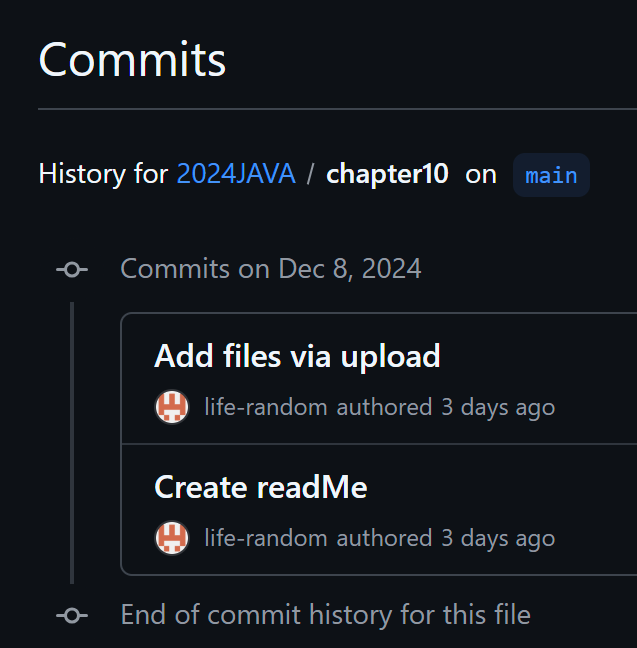 Commits
History for 2024JAVA / chapter10 on main
Commits on Dec 8, 2024
Add files via upload
life-random authored 3 days ago
Create readMe
life-random authored 3 days ago
End of commit history for this file